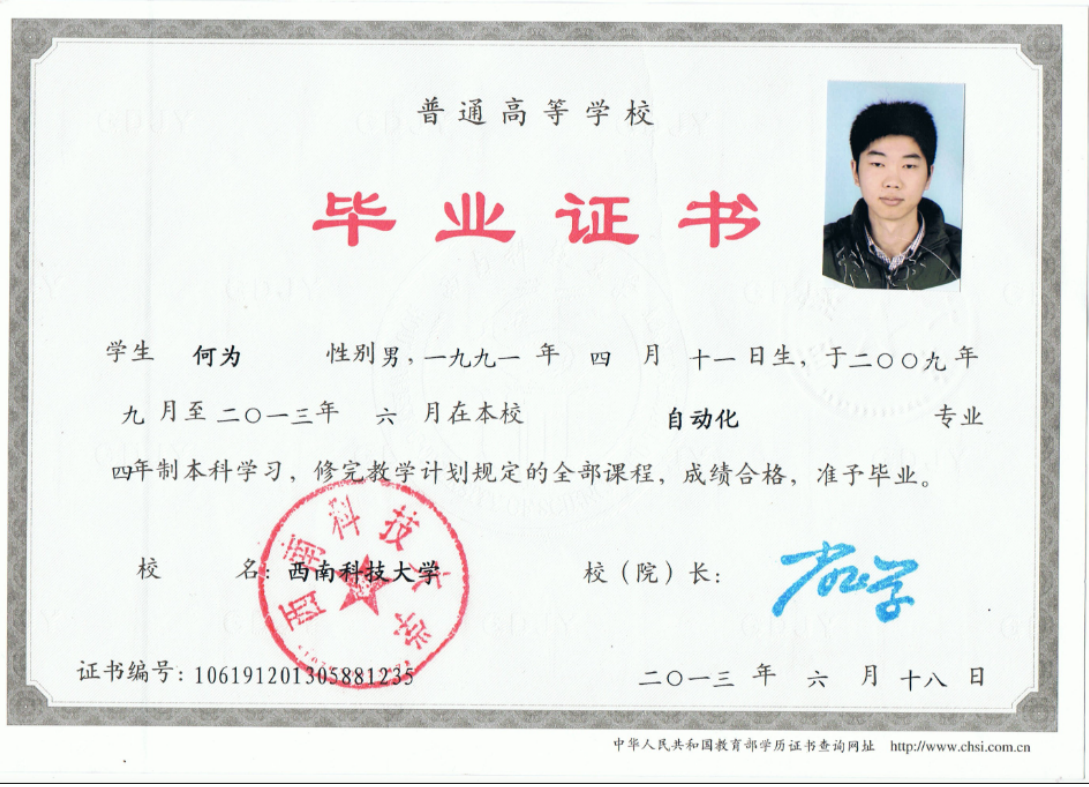 普通高等学校
毕业证书
学生 何为 性别男，一九九一 年 四 月 十一日生，于二〇〇九年
九月至二〇一三年 六 月在本校 自动化 专业
四年制本科学习，修完教学计划规定的全部课程，成绩合格，准予毕业。
校 名：西南科技大学 校（院）长：
西南科技大学
证书编号：106191201305881235 二〇一三 年 六 月 十八 日
中华人民共和国教育部学历证书查询网址 http://www.chsi.com.cn